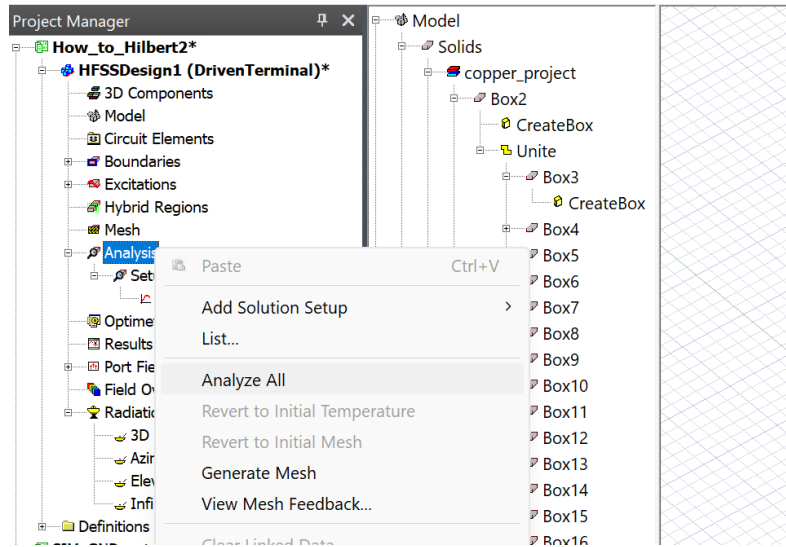 Project Manager
How_to_Hilbert2*
HFSSDesign1 (DrivenTerminal)*
3D Components
Model
Circuit Elements
Boundaries
Excitations
Hybrid Regions
Mesh
Analysis
Results
Port Fie
Field O
Radiatio
3D
Azir
Elev
Infi
Definitions
Paste Ctrl+V
Add Solution Setup
List...
Analyze All
Revert to Initial Temperature
Revert to Initial Mesh
Generate Mesh
View Mesh Feedback...
Clear Linked Data
Model
Solids
copper_project
Box2
CreateBox
Unite
Box3
CreateBox
Box4
Box5
Box6
Box7
Box8
Box9
Box10
Box11
Box12
Box13
Box14
Box15
Box16